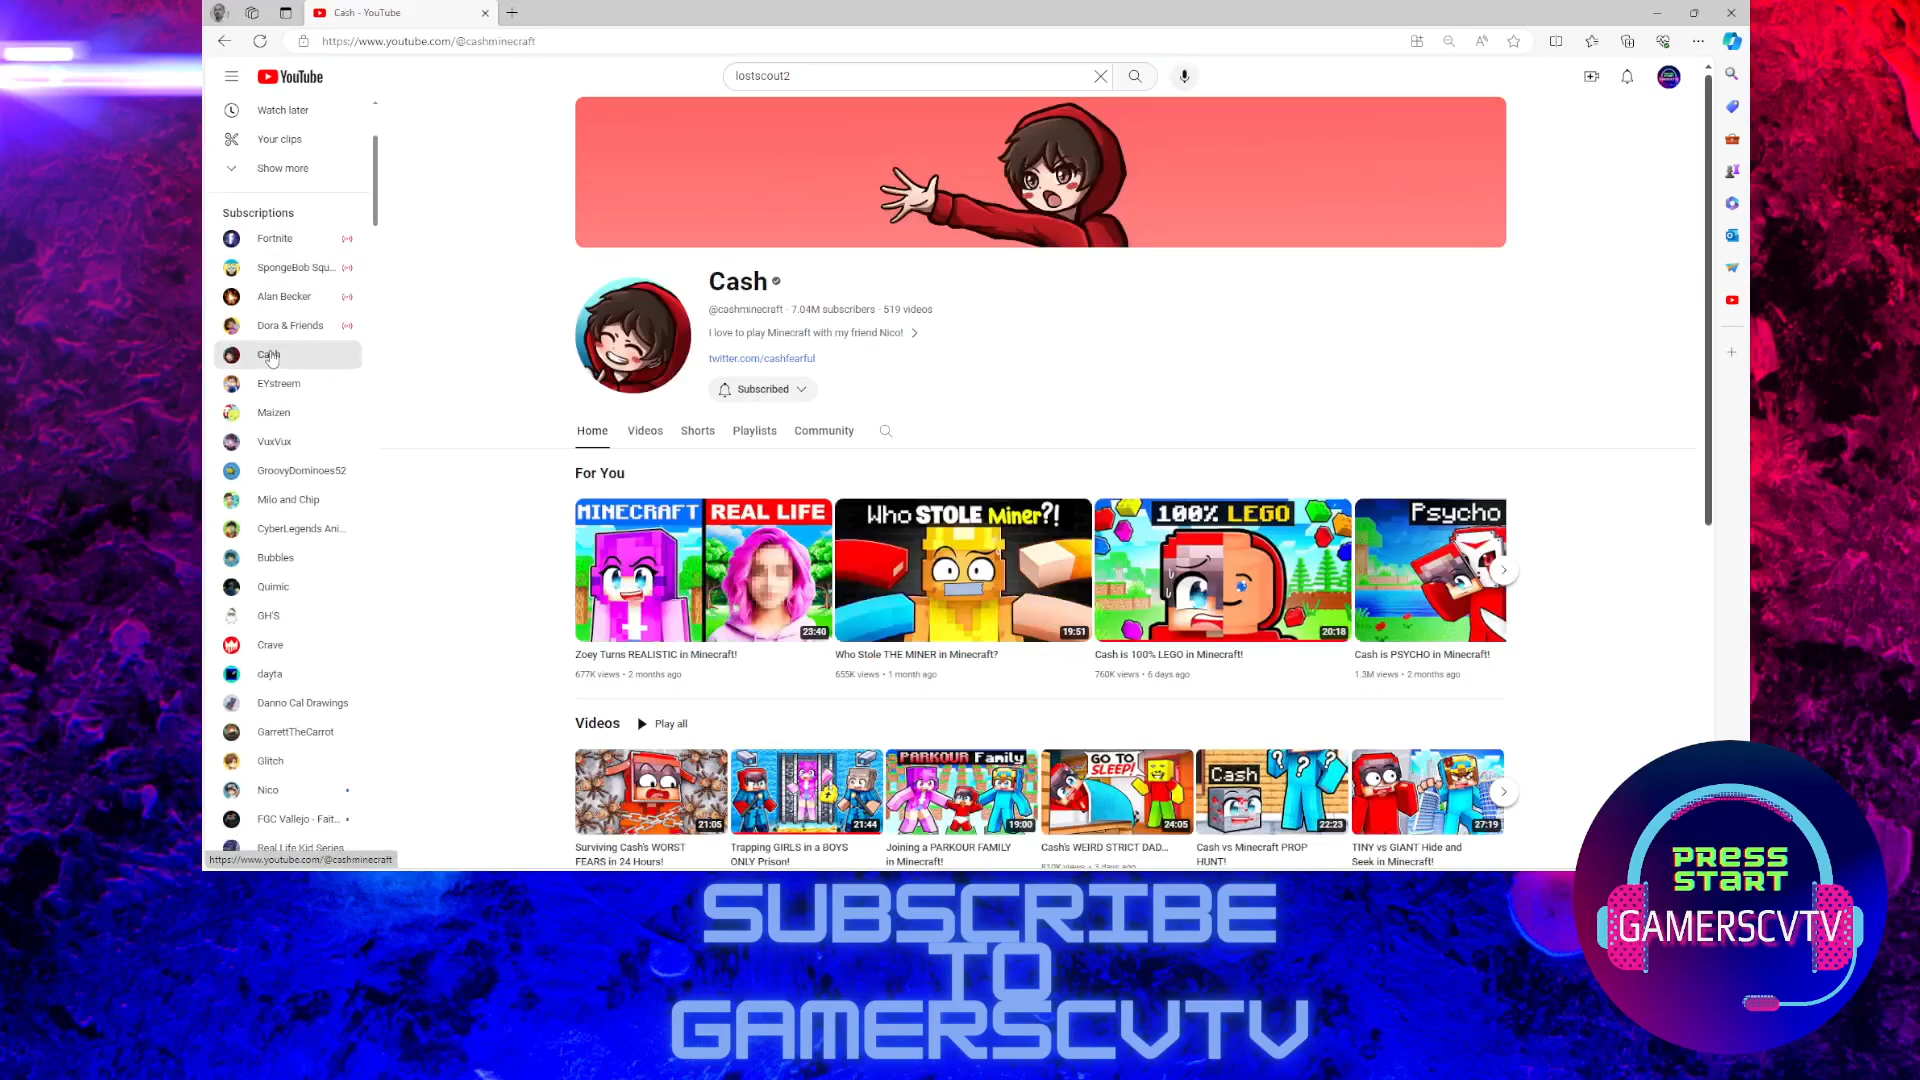 Cash - YouTube
https://www.youtube.com/@cashminecraft
YouTube
lostscout2
Watch later
Your clips
Show more
Subscriptions
Fortnite
SpongeBob Squ...
Alan Becker
Dora & Friends
Cash
EYstreem
Maizen
VuxVux
GroovyDominoes52
Milo and Chip
CyberLegends Ani...
Bubbles
Quimic
GH'S
Crave
dayta
Danno Cal Drawings
GarrettTheCarrot
Glitch
Nico
FGC Vallejo - Fait...
Real Life Kid Series
https://www.youtube.com/@cashminecraft
Cash
@cashminecraft · 7.04M subscribers · 519 videos
I love to play Minecraft with my friend Nico!
twitter.com/cashfearful
Subscribed
Home Videos Shorts Playlists Community
For You
MINECRAFT REAL LIFE
23:40
Zoey Turns REALISTIC in Minecraft!
677K views • 2 months ago
Who STOLE Miner?!
19:51
Who Stole THE MINER in Minecraft?
655K views • 1 month ago
100% LEGO
20:18
Cash is 100% LEGO in Minecraft!
760K views • 6 days ago
Psycho
Cash is PSYCHO in Minecraft!
1.3M views • 2 months ago
Videos Play all
21:05
Surviving Cash's WORST
FEARS in 24 Hours!
21:44
Trapping GIRLS in a BOYS
ONLY Prison!
PARKOUR Family
19:00
Joining a PARKOUR FAMILY
in Minecraft!
GO TO
SLEEP!
24:05
Cash's WEIRD STRICT DAD...
810K views • 3 days ago
Cash
22:23
Cash vs Minecraft PROP
HUNT!
27:19
TINY vs GIANT Hide and
Seek in Minecraft!
PRESS
START
GAMERSCVTV
SUBSCRIBE
TO
GAMERSCVTV